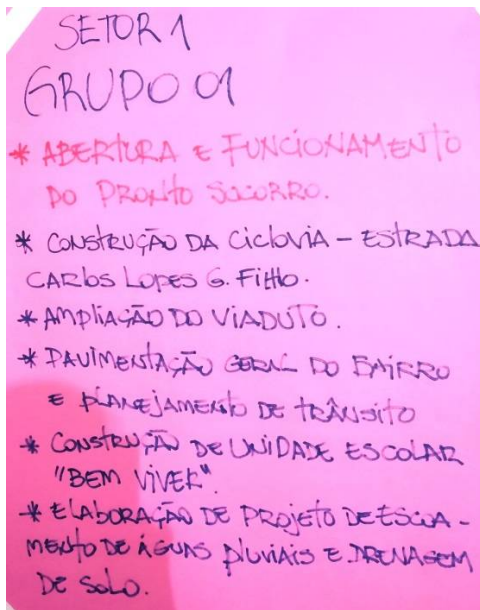 SETOR 1
GRUPO 01
* ABERTURA E FUNCIONAMENTO
DO PRONTO SOCORRO.
* CONSTRUÇÃO DA CICLOVIA - ESTRADA
CARLOS LOPES G. FILHO.
* AMPLIAÇÃO DO VIADUTO.
* PAVIMENTAÇÃO GERAL DO BAIRRO
E PLANEJAMENTO DE TRÂNSITO
* CONSTRUÇÃO DE UNIDADE ESCOLAR
"BEM VIVER".
* ELABORAÇÃO DE PROJETO DE ESCOA-
MENTO DE ÁGUAS PLUVIAIS E DRENAGEM
DE SOLO.